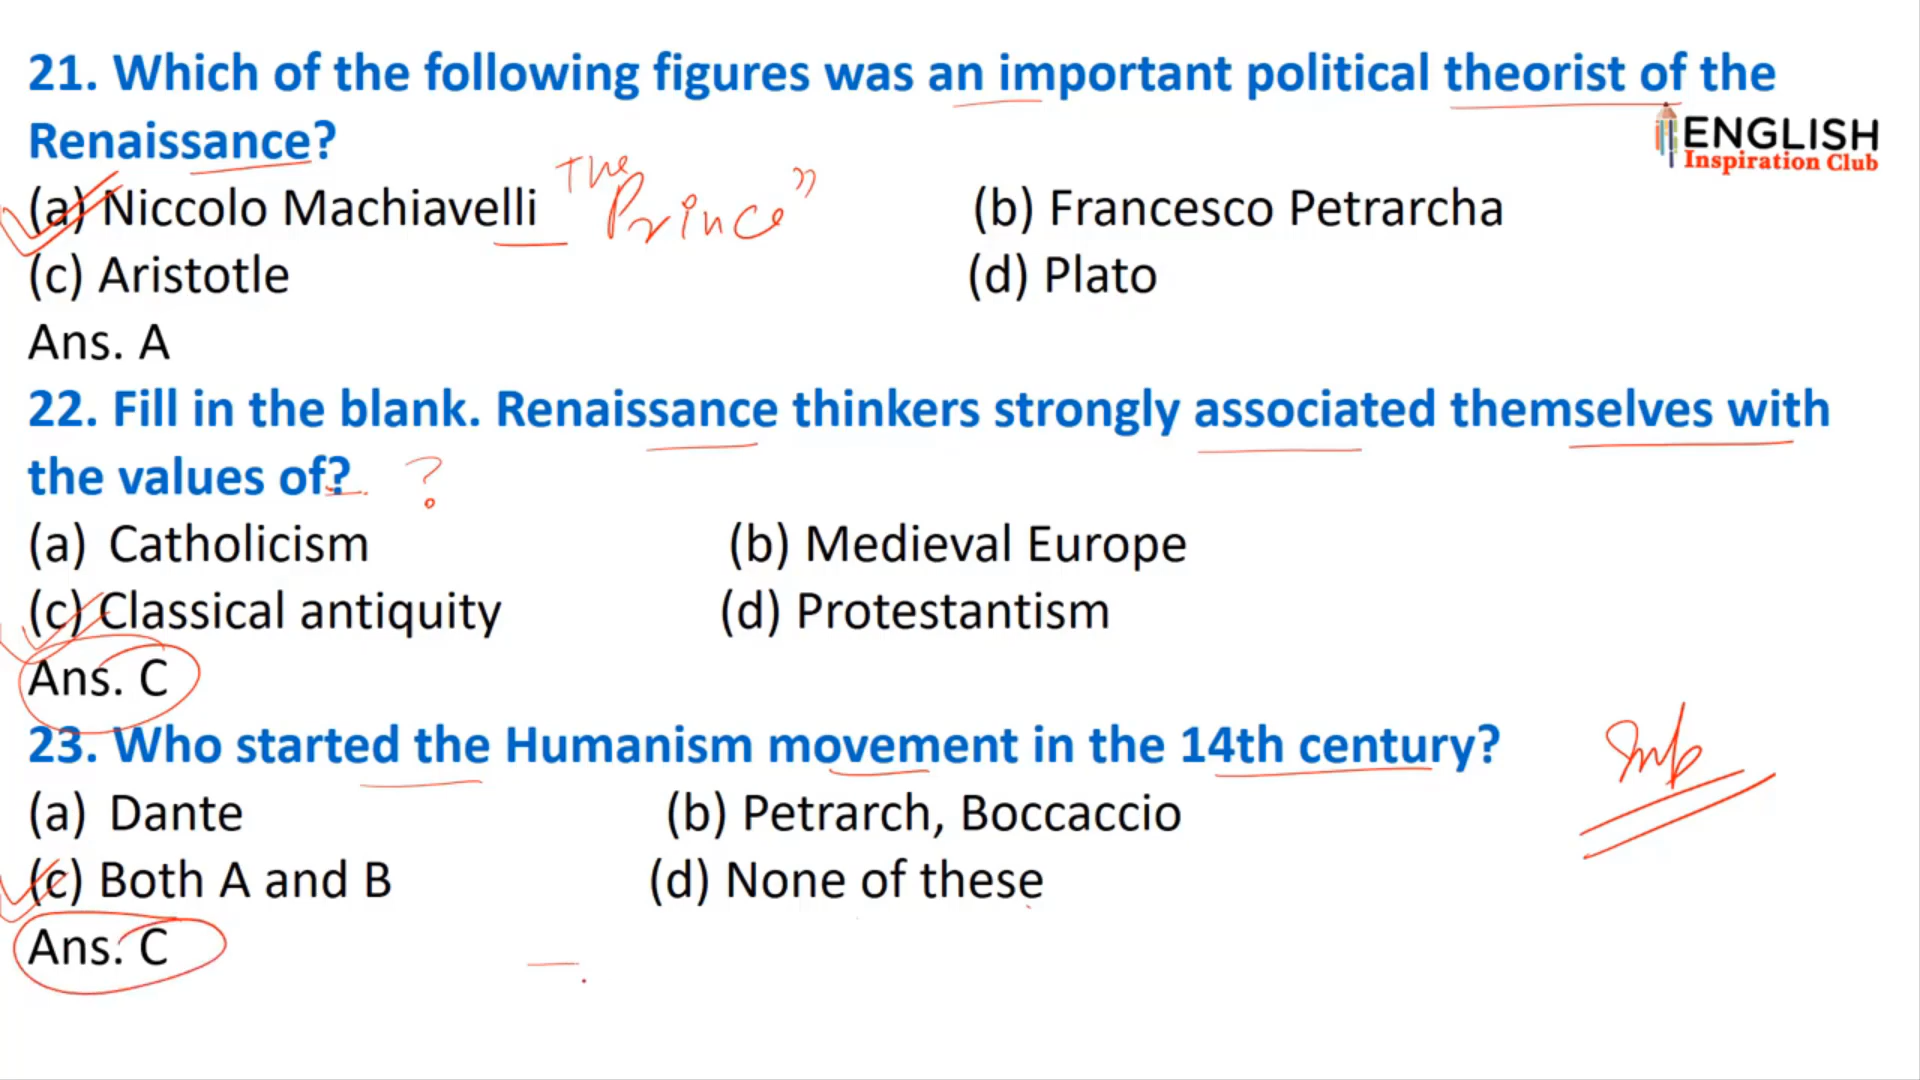 21. Which of the following figures was an important political theorist of the
Renaissance?
ENGLISH
Inspiration Club
(a) Niccolo Machiavelli "The Prince" (b) Francesco Petrarcha
(c) Aristotle (d) Plato
Ans. A
22. Fill in the blank. Renaissance thinkers strongly associated themselves with
the values of? ?
(a) Catholicism (b) Medieval Europe
(c) Classical antiquity (d) Protestantism
Ans. C
23. Who started the Humanism movement in the 14th century?
(a) Dante (b) Petrarch, Boccaccio
(c) Both A and B (d) None of these
Ans. C